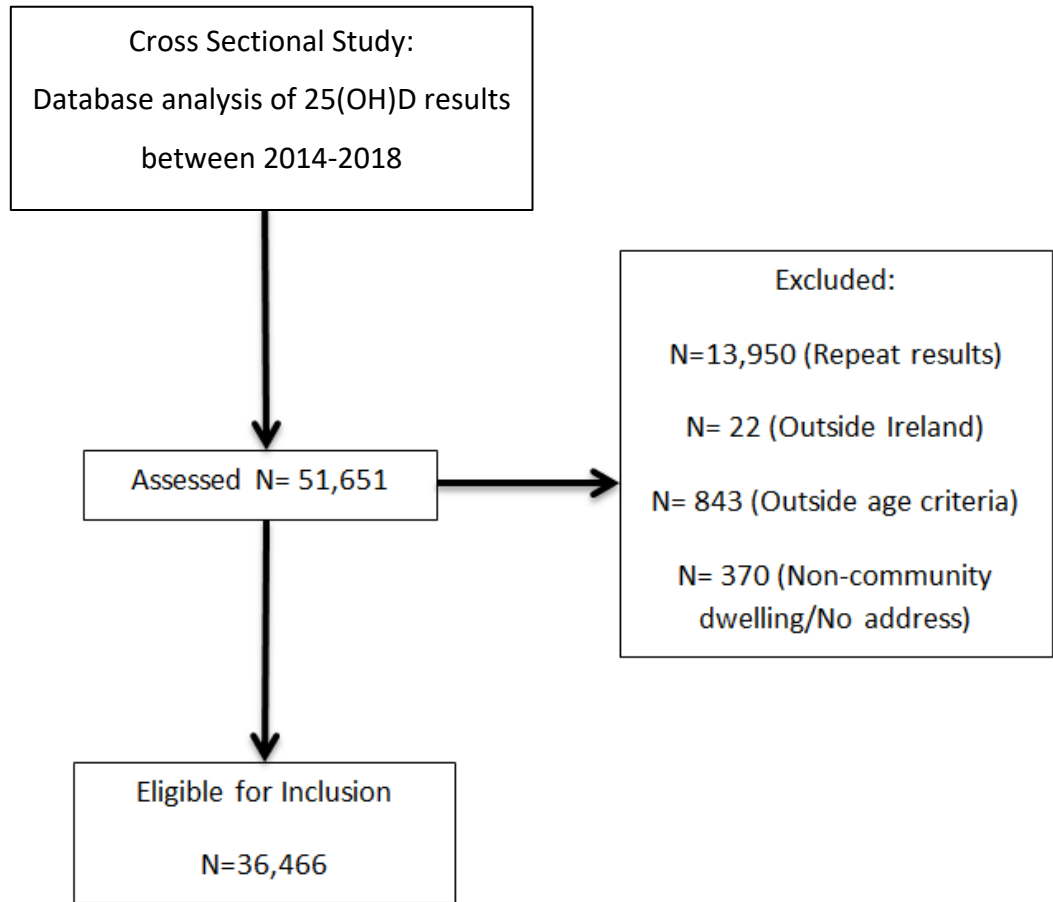 Cross Sectional Study:
Database analysis of 25(OH)D results
between 2014-2018
Excluded:
N=13,950 (Repeat results)
N= 22 (Outside Ireland)
N= 843 (Outside age criteria)
N= 370 (Non-community
dwelling/No address)
Assessed N= 51,651
Eligible for Inclusion
N=36,466